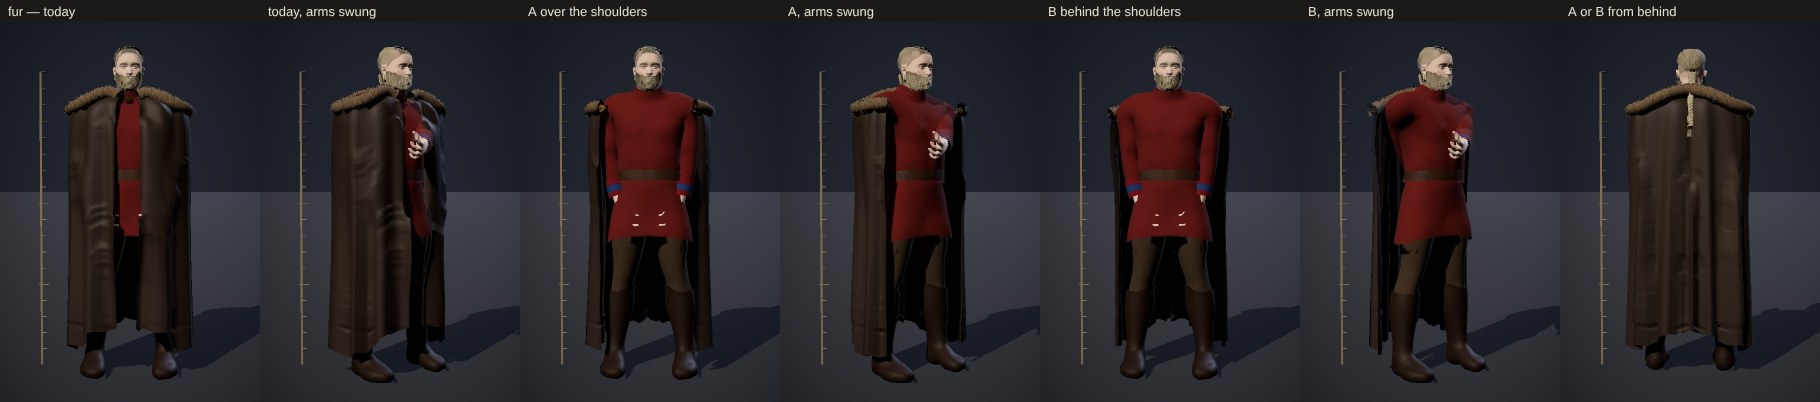 fur — today
today, arms swung
A over the shoulders
A, arms swung
B behind the shoulders
B, arms swung
A or B from behind